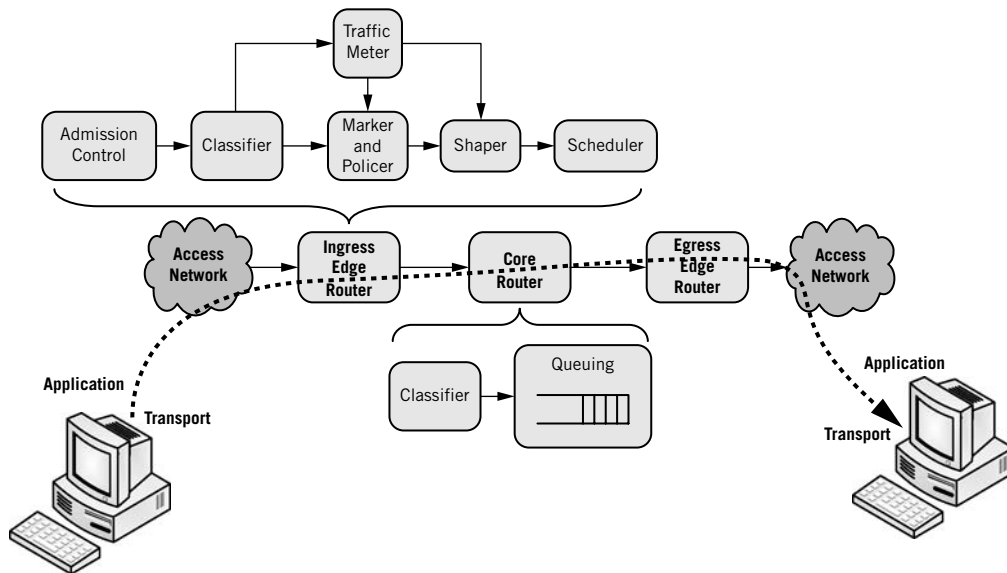 Traffic
Meter
Admission
Control
Classifier
Marker
and
Policer
Shaper
Scheduler
Access
Network
Ingress
Edge
Router
Core
Router
Egress
Edge
Router
Access
Network
Classifier
Queuing
Application
Transport
Application
Transport